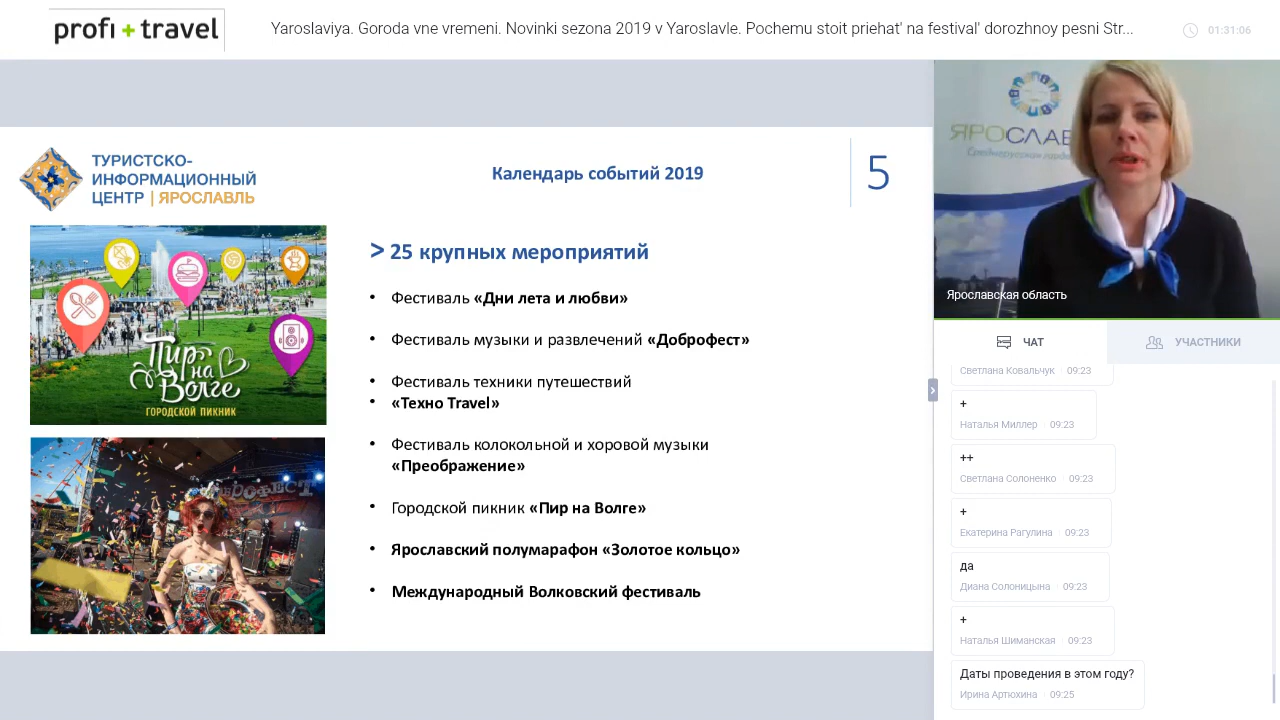 profi + travel
Yaroslaviya. Goroda vne vremeni. Novinki sezona 2019 v Yaroslavle. Pochemu stoit priehat' na festival' dorozhnoy pesni Str...
01:31:06
ТУРИСТСКО-
ИНФОРМАЦИОННЫЙ
ЦЕНТР | ЯРОСЛАВЛЬ
Календарь событий 2019
5
Пир
на
Волге
ГОРОДСКОЙ ПИКНИК
> 25 крупных мероприятий
• Фестиваль «Дни лета и любви»
• Фестиваль музыки и развлечений «Доброфест»
• Фестиваль техники путешествий
• «Техно Travel»
• Фестиваль колокольной и хоровой музыки
«Преображение»
• Городской пикник «Пир на Волге»
• Ярославский полумарафон «Золотое кольцо»
• Международный Волковский фестиваль
ЯРОСЛАВ
Ярославская область
ЧАТ
УЧАСТНИКИ
Светлана Ковальчук 09:23
+
Наталья Миллер 09:23
++
Светлана Солоненко 09:23
+
Екатерина Рагулина 09:23
да
Диана Солоницына 09:23
+
Наталья Шиманская 09:23
Даты проведения в этом году?
Ирина Артюхина 09:25